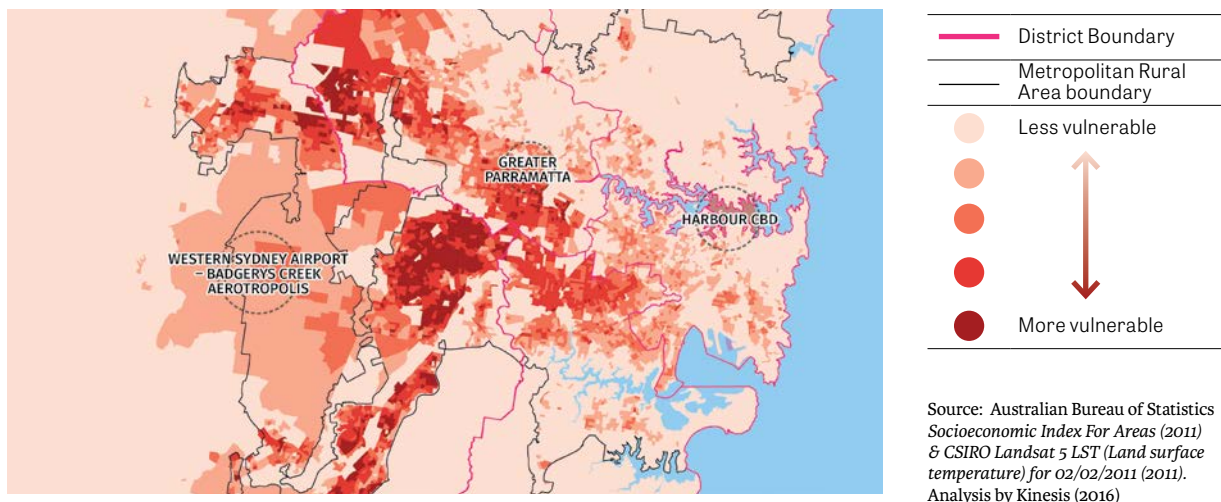 GREATER
PARRAMATTA
HARBOUR CBD
WESTERN SYDNEY AIRPORT
– BADGERYS CREEK
AEROTROPOLIS
District Boundary
Metropolitan Rural
Area boundary
Less vulnerable
More vulnerable
Source: Australian Bureau of Statistics
Socioeconomic Index For Areas (2011)
& CSIRO Landsat 5 LST (Land surface
temperature) for 02/02/2011 (2011).
Analysis by Kinesis (2016)